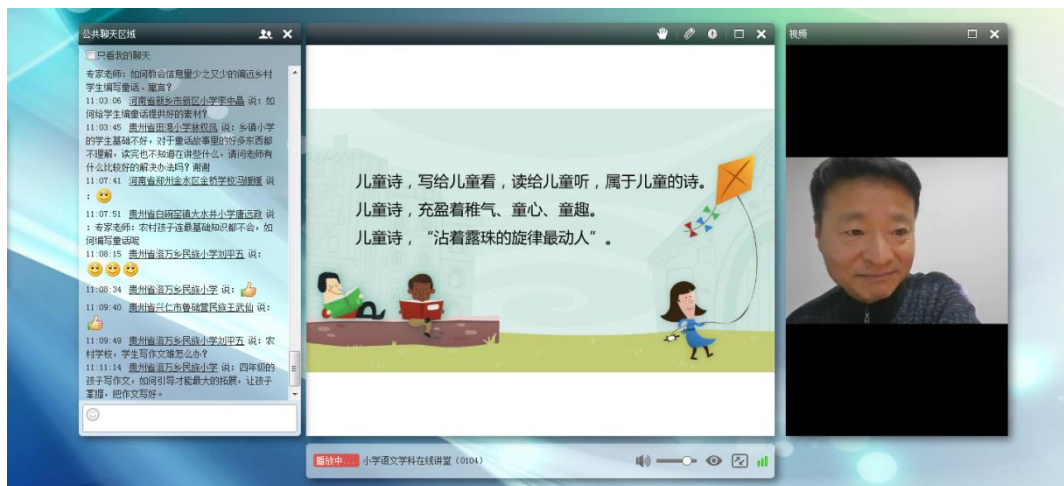 公共聊天区域
只看我的聊天
专家老师：如何教会信息量少之又少的偏远乡村
学生编写童话、寓言？
11:03:06 河南省新乡市新区小学李中晶 说：如
何给学生编童话提供好的素材？
11:03:45 贵州省田湾小学林权凤 说：乡镇小学
的学生基础不好，对于童话故事里的好多东西都
不理解，读完也不知道在讲些什么，请问老师有
什么比较好的解决办法吗？谢谢
11:07:41 河南省郑州金水区金桥学校冯媛媛 说
：
11:07:51 贵州省白碗窑镇大水井小学唐远政 说
：专家老师：农村孩子连最基础知识都不会，如
何编写童话呢
11:08:15 贵州省洛万乡民族小学刘平五 说：
11:08:34 贵州省洛万乡民族小学 说：
11:09:40 贵州省兴仁市鲁础营民族王武仙 说：
11:09:49 贵州省洛万乡民族小学刘平五 说：农
村学校，学生写作文难怎么办？
11:11:14 贵州省洛万乡民族小学 说：四年级的
孩子写作文，如何引导才能最大的拓展，让孩子
掌握，把作文写好。
儿童诗，写给儿童看，读给儿童听，属于儿童的诗。
儿童诗，充盈着稚气、童心、童趣。
儿童诗，“沾着露珠的旋律最动人”。
播放中... 小学语文学科在线讲堂（0104）
视频